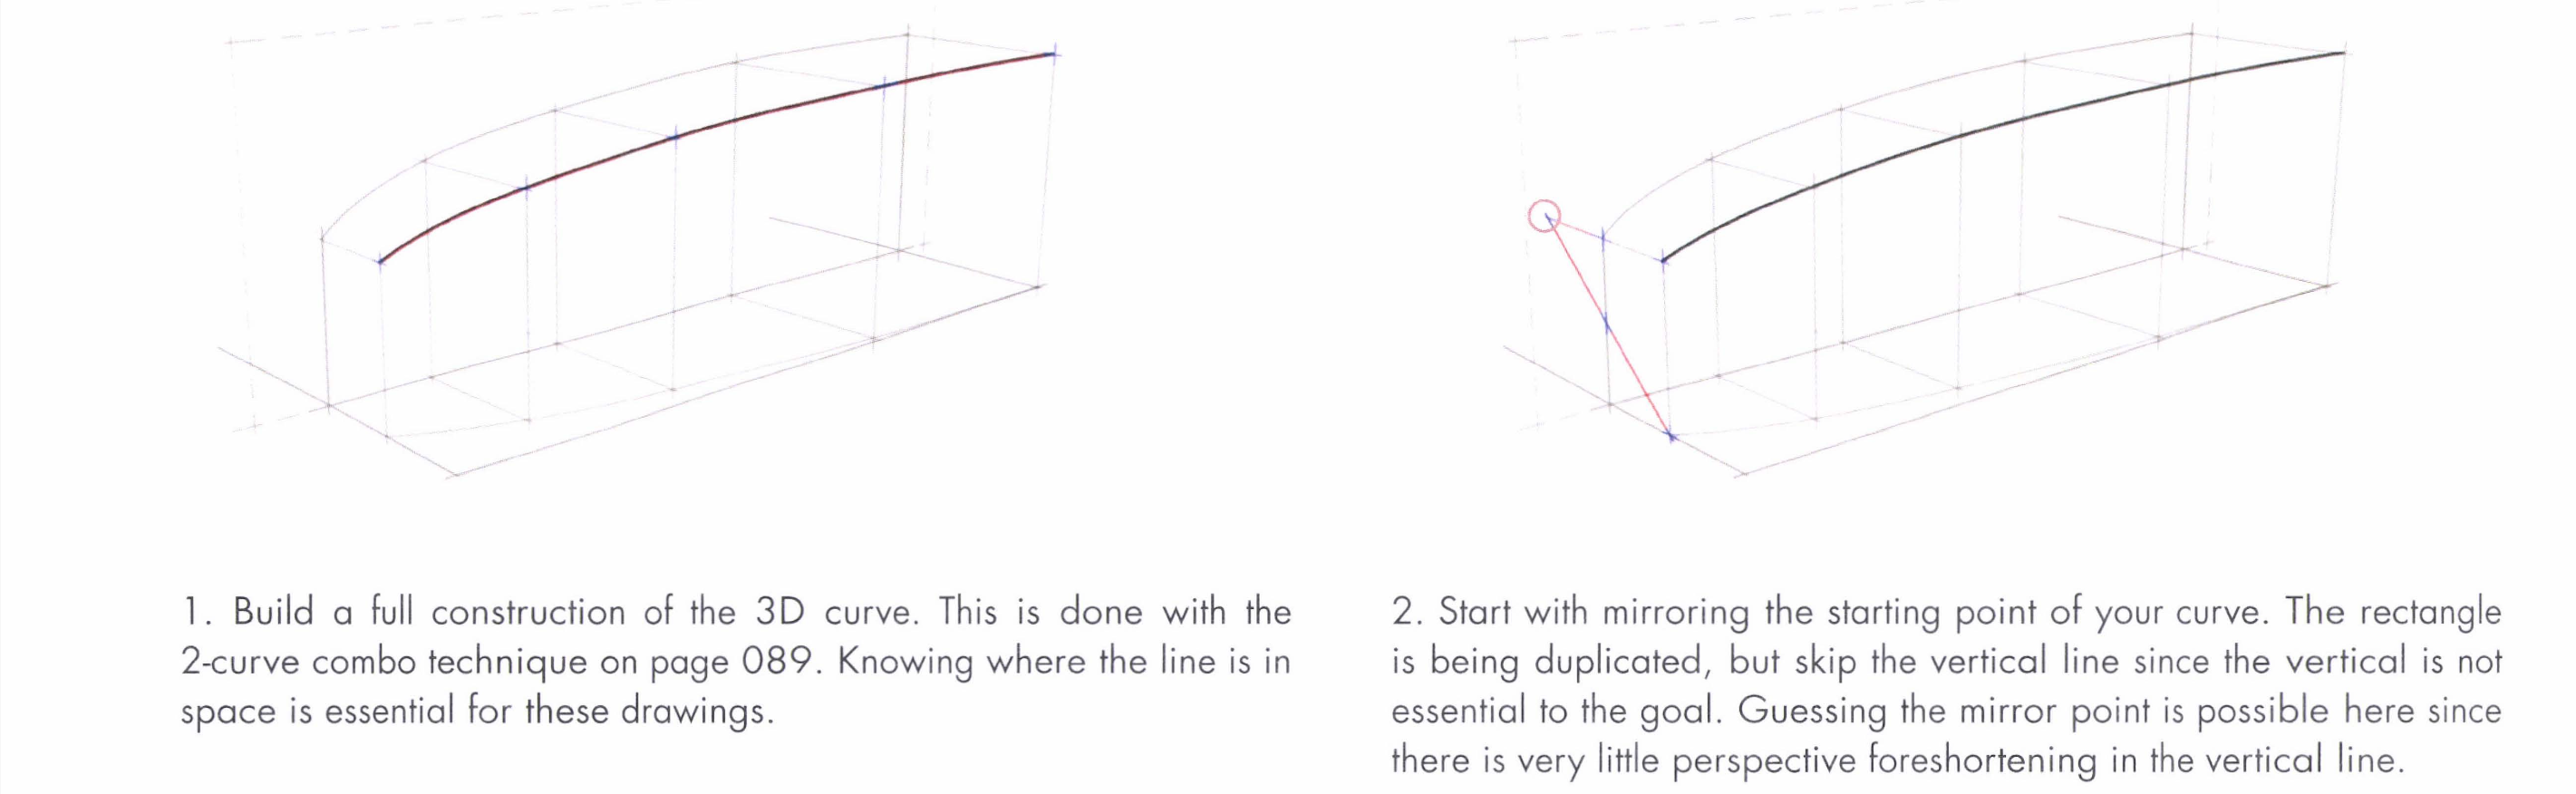 1. Build a full construction of the 3D curve. This is done with the
2-curve combo technique on page 089. Knowing where the line is in
space is essential for these drawings.
2. Start with mirroring the starting point of your curve. The rectangle
is being duplicated, but skip the vertical line since the vertical is not
essential to the goal. Guessing the mirror point is possible here since
there is very little perspective foreshortening in the vertical line.